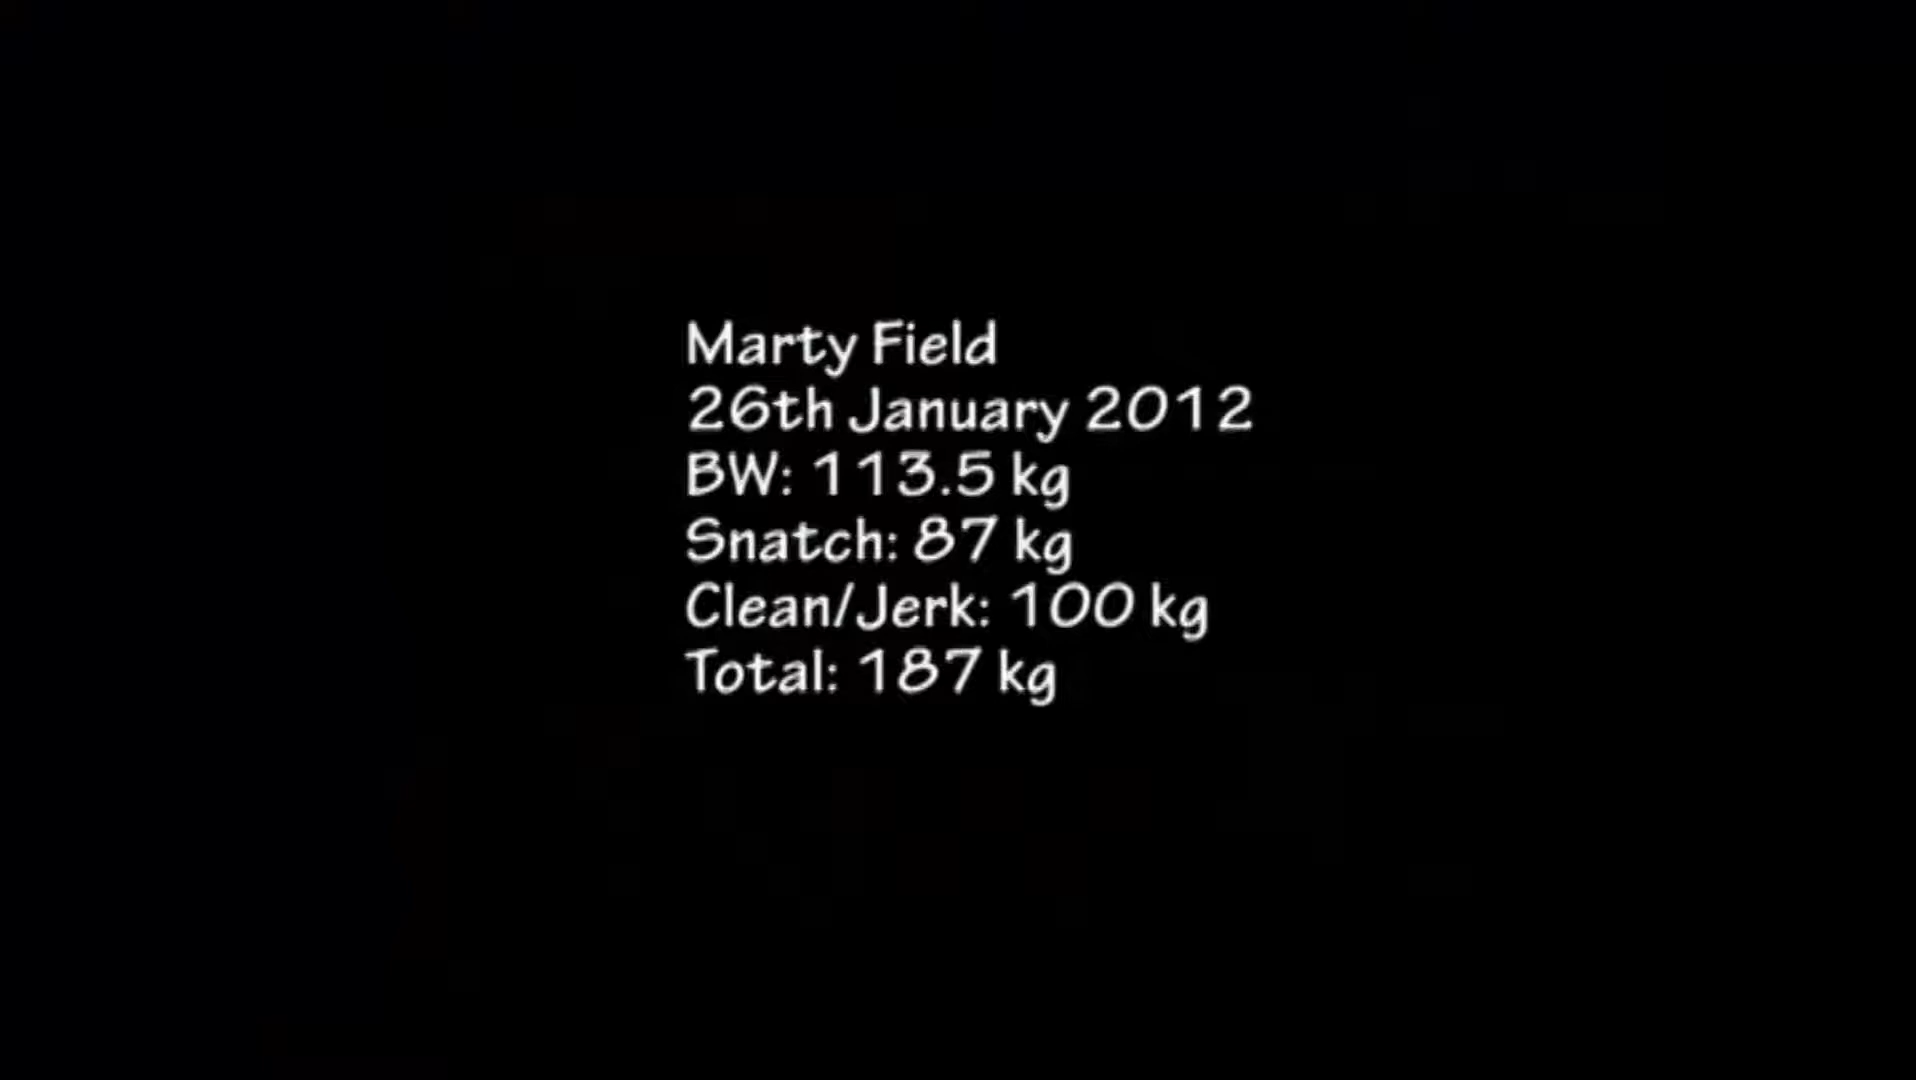 Marty Field
26th January 2012
BW: 113.5 kg
Snatch: 87 kg
Clean/Jerk: 100 kg
Total: 187 kg